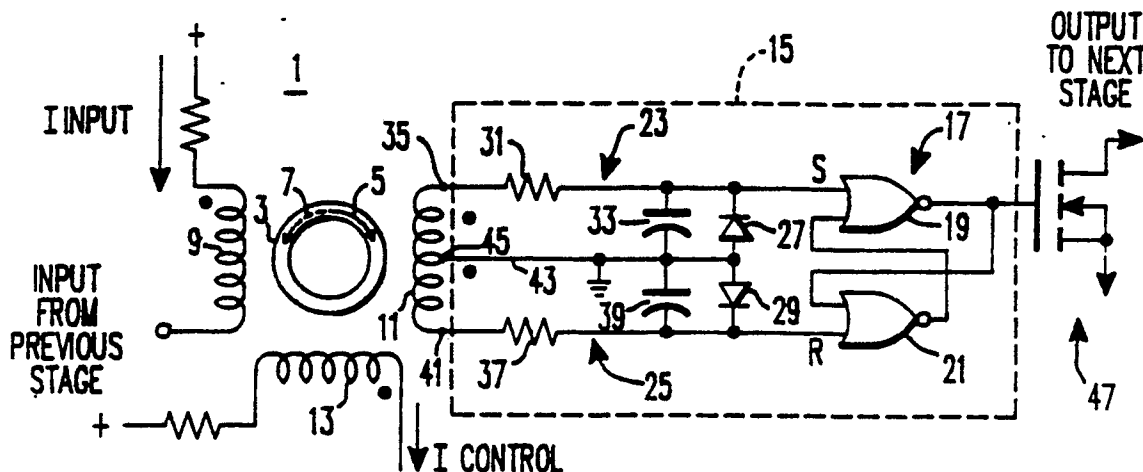 OUTPUT
TO NEXT
STAGE
15
+
1
I INPUT
35
31
23
17
7
5
S
3
9
33
27
19
45
43
INPUT
FROM
PREVIOUS
STAGE
11
39
29
41
37
25
R
21
47
13
+
I CONTROL